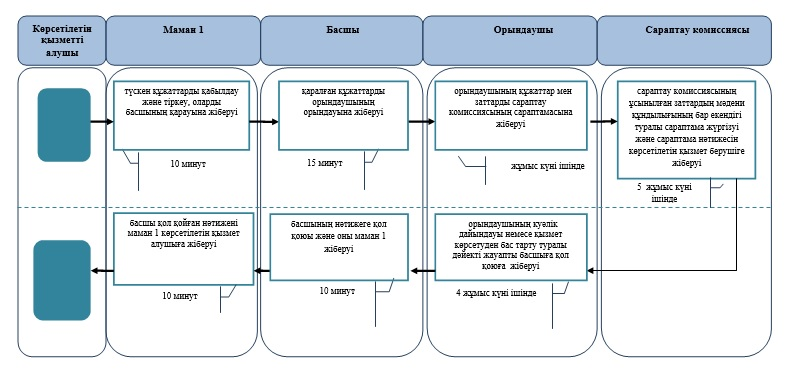 Көрсетілетін
қызметті
алушы
Маман 1
Басшы
Орындаушы
Сараптау комиссиясы
түскен құжаттарды қабылдау
және тіркеу, оларды
басшының қарауына жіберуі
10 минут
қаралған құжаттарды
орындаушының
орындауына жіберуі
15 минут
орындаушының құжаттар мен
заттарды сараптау
комиссиясының сараптамасына
жіберуі
жұмыс күні ішінде
сараптау комиссиясының
ұсынылған заттардың мәдени
құндылығының бар екендігі
туралы сараптама жүргізуі
және сараптама нәтижесін
көрсетілетін қызмет берушіге
жіберуі
5 жұмыс күні
ішінде
басшы қол қойған нәтижені
маман 1 көрсетілетін қызмет
алушыға жіберуі
10 минут
басшының нәтижеге қол
қоюы және оны маман 1
жіберуі
10 минут
орындаушының куәлік
дайындауы немесе қызмет
көрсетуден бас тарту туралы
дәйекті жауапты басшыға қол
қоюға жіберуі
4 жұмыс күні ішінде